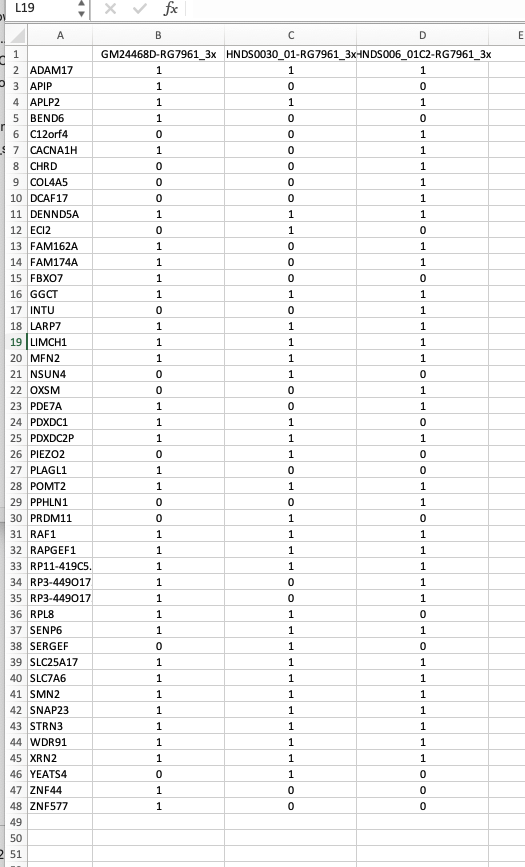 L19 fx
A B C D E
1 GM24468D-RG7961_3x HNDS0030_01-RG7961_3x HNDS006_01C2-RG7961_3x
2 ADAM17 1 1 1
3 APIP 1 0 0
4 APLP2 1 1 1
5 BEND6 1 0 0
6 C12orf4 0 0 1
7 CACNA1H 1 0 1
8 CHRD 0 0 1
9 COL4A5 0 0 1
10 DCAF17 0 0 1
11 DENND5A 1 1 1
12 ECI2 0 1 0
13 FAM162A 1 0 1
14 FAM174A 1 0 1
15 FBXO7 1 0 0
16 GGCT 1 1 1
17 INTU 0 0 1
18 LARP7 1 1 1
19 LIMCH1 1 1 1
20 MFN2 1 1 1
21 NSUN4 0 1 0
22 OXSM 0 0 1
23 PDE7A 1 0 1
24 PDXDC1 1 1 0
25 PDXDC2P 1 1 1
26 PIEZO2 0 1 0
27 PLAGL1 1 0 0
28 POMT2 1 1 1
29 PPHLN1 0 0 1
30 PRDM11 0 1 0
31 RAF1 1 1 1
32 RAPGEF1 1 1 1
33 RP11-419C5. 1 1 1
34 RP3-449O17 1 0 1
35 RP3-449O17 1 0 1
36 RPL8 1 1 0
37 SENP6 1 1 1
38 SERGEF 0 1 0
39 SLC25A17 1 1 1
40 SLC7A6 1 1 1
41 SMN2 1 1 1
42 SNAP23 1 1 1
43 STRN3 1 1 1
44 WDR91 1 1 1
45 XRN2 1 1 1
46 YEATS4 0 1 0
47 ZNF44 1 0 0
48 ZNF577 1 0 0
49
50
51